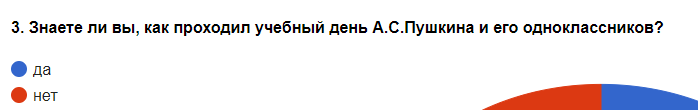 3. Знаете ли вы, как проходил учебный день А.С.Пушкина и его одноклассников?
да
нет